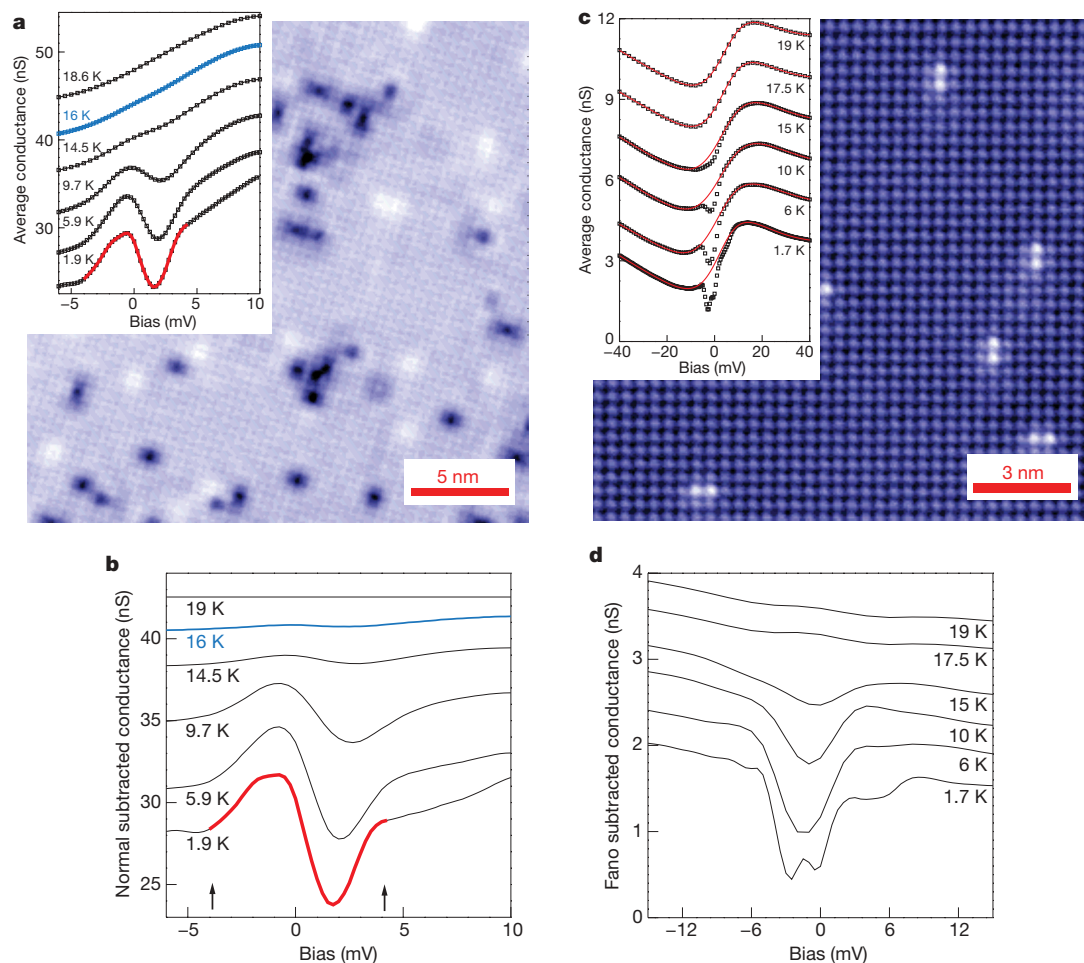 a
Average conductance (nS)
50
40
30
18.6 K
16 K
14.5 K
9.7 K
5.9 K
1.9 K
−5
0
5
10
Bias (mV)
5 nm
c
Average conductance (nS)
12
9
6
3
0
19 K
17.5 K
15 K
10 K
6 K
1.7 K
−40
−20
0
20
40
Bias (mV)
3 nm
b
Normal subtracted conductance (nS)
40
35
30
25
19 K
16 K
14.5 K
9.7 K
5.9 K
1.9 K
−5
0
5
10
Bias (mV)
d
Fano subtracted conductance (nS)
4
3
2
1
0
19 K
17.5 K
15 K
10 K
6 K
1.7 K
−12
−6
0
6
12
Bias (mV)